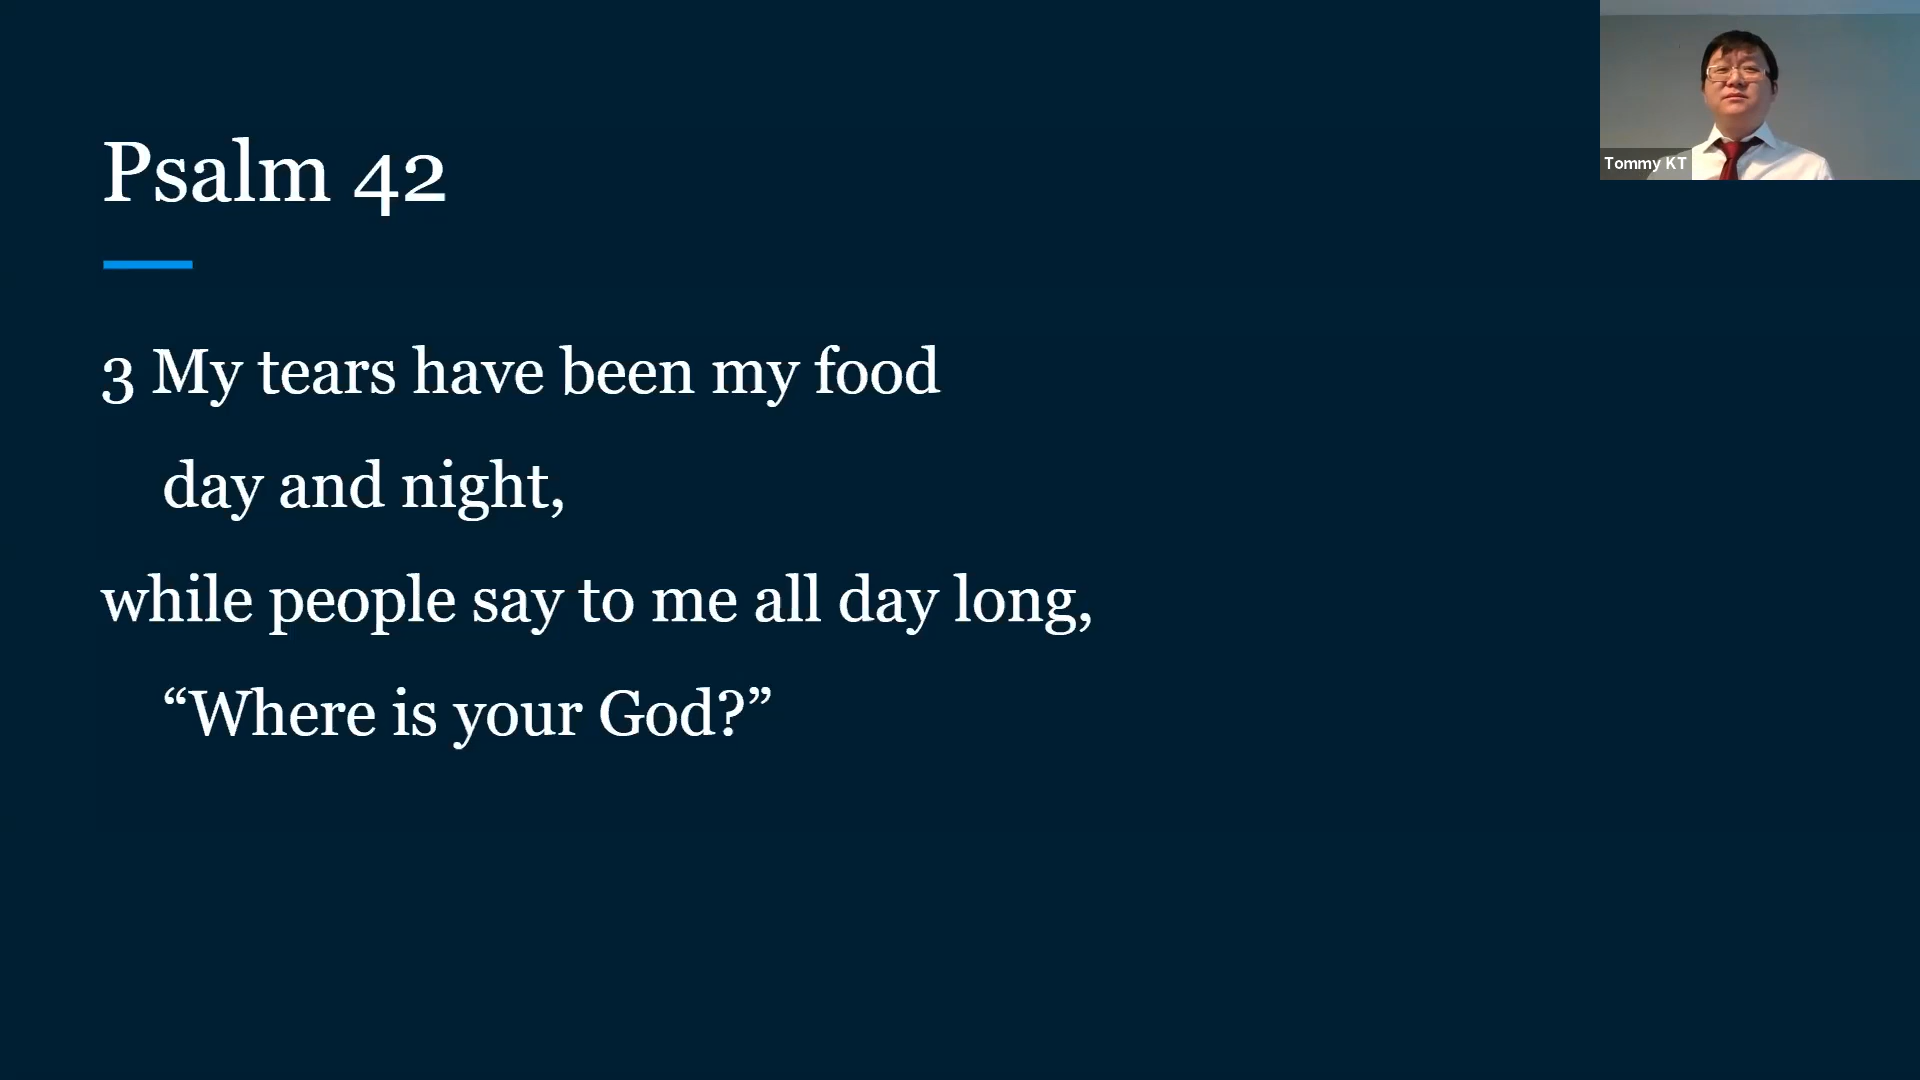 Psalm 42
3 My tears have been my food
day and night,
while people say to me all day long,
“Where is your God?”
Tommy KT